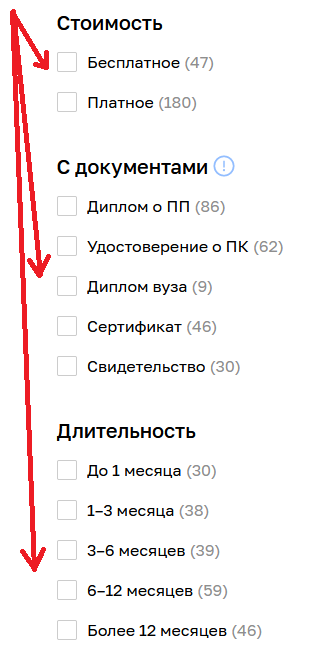 Стоимость
Бесплатное (47)
Платное (180)
С документами
Диплом о ПП (86)
Удостоверение о ПК (62)
Диплом вуза (9)
Сертификат (46)
Свидетельство (30)
Длительность
До 1 месяца (30)
1–3 месяца (38)
3–6 месяцев (39)
6–12 месяцев (59)
Более 12 месяцев (46)